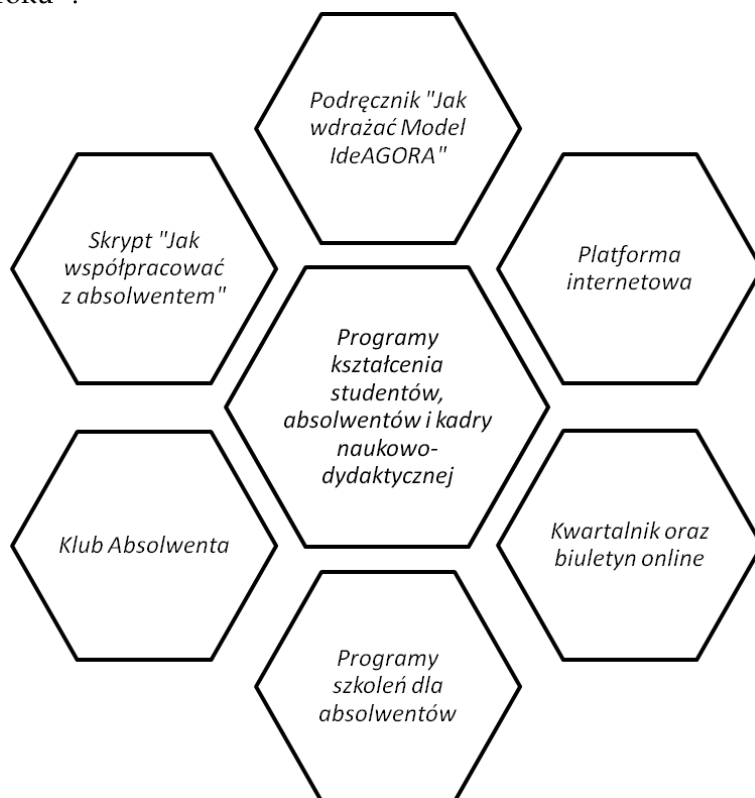 Podręcznik "Jak
wdrażać Model
IdeAGORA"
Skrypt "Jak
współpracować
z absolwentem"
Platforma
internetowa
Programy
kształcenia
studentów,
absolwentów i kadry
naukowo-
dydaktycznej
Klub Absolwenta
Kwartalnik oraz
biuletyn online
Programy
szkoleń dla
absolwentów